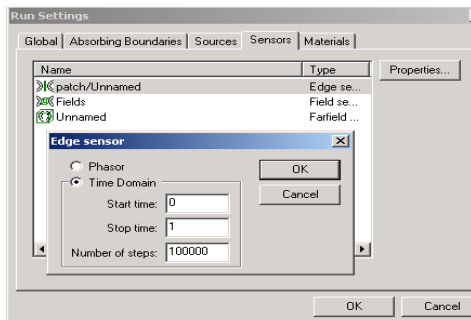 Run Settings
Global Absorbing Boundaries Sources Sensors Materials
Name Type Properties...
patch/Unnamed Edge se...
Fields Field se...
Unnamed Farfield ...
Edge sensor
Phasor OK
Time Domain
Start time: 0 Cancel
Stop time: 1
Number of steps: 100000
OK Cancel